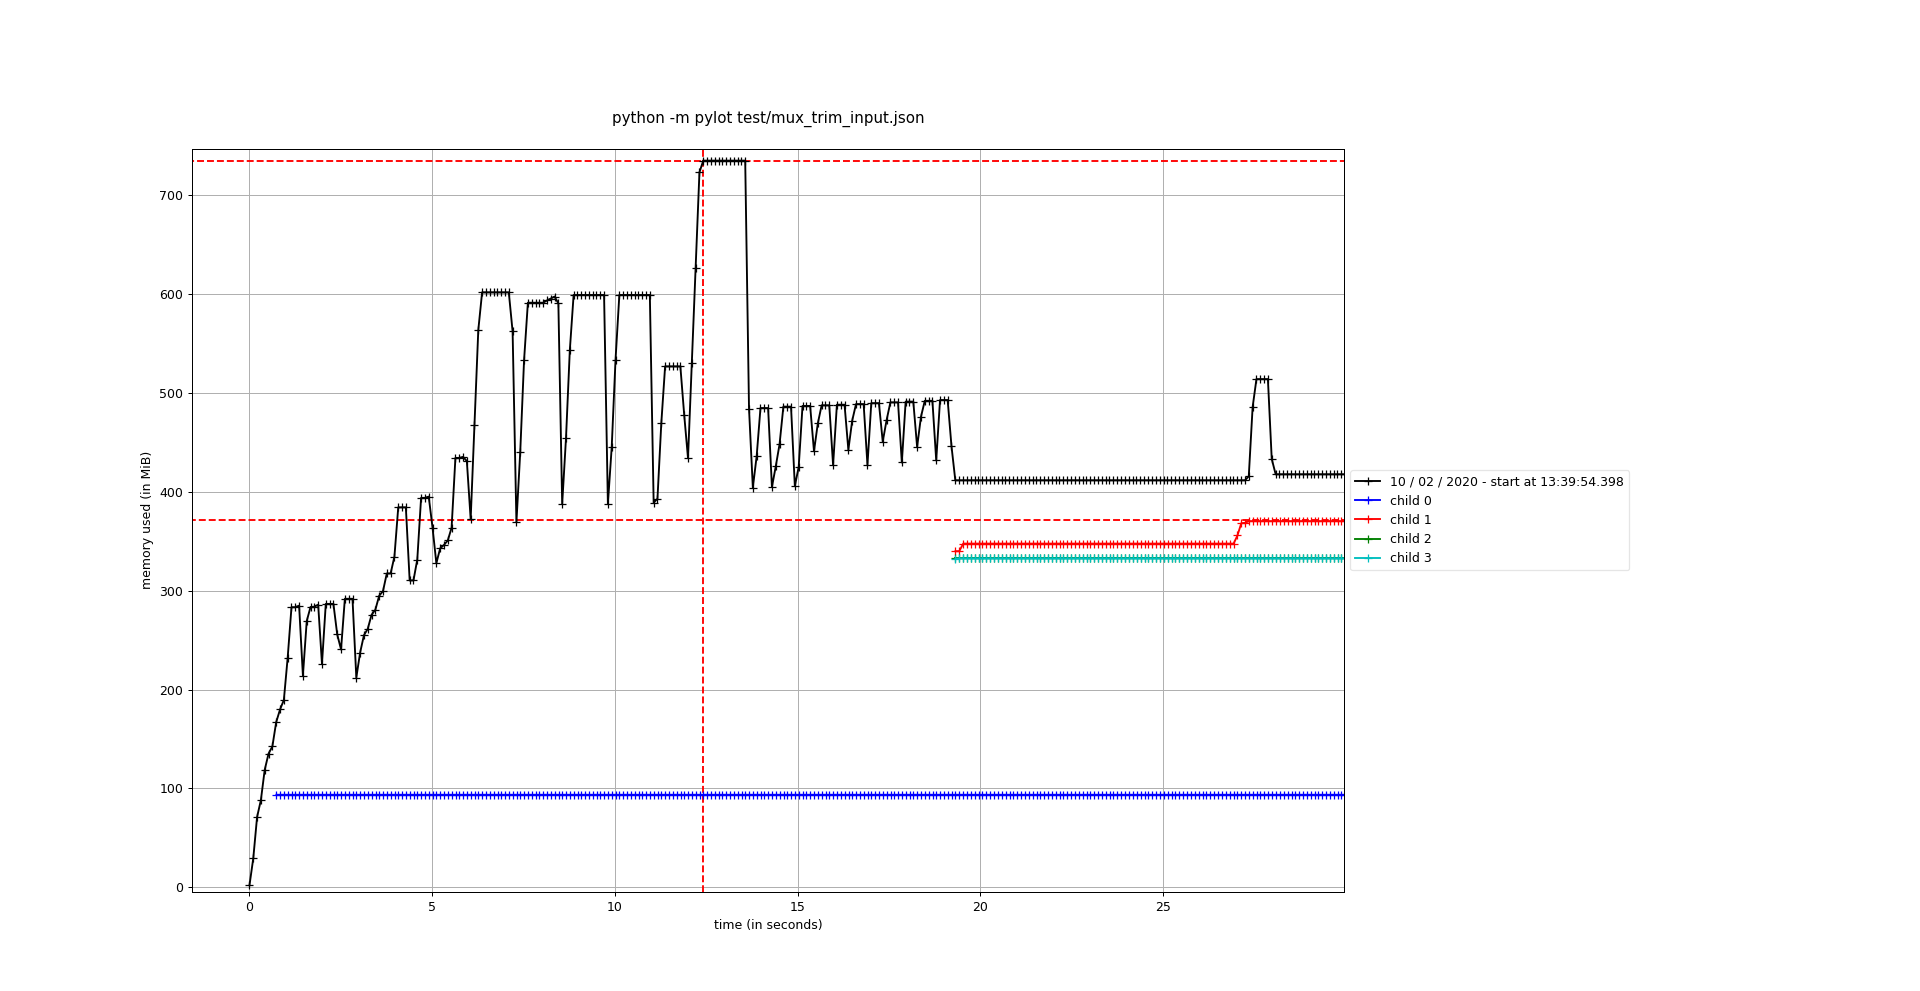 python -m pylot test/mux_trim_input.json
memory used (in MiB)
700
600
500
400
300
200
100
0
0 5 10 15 20 25
time (in seconds)
10 / 02 / 2020 - start at 13:39:54.398
child 0
child 1
child 2
child 3